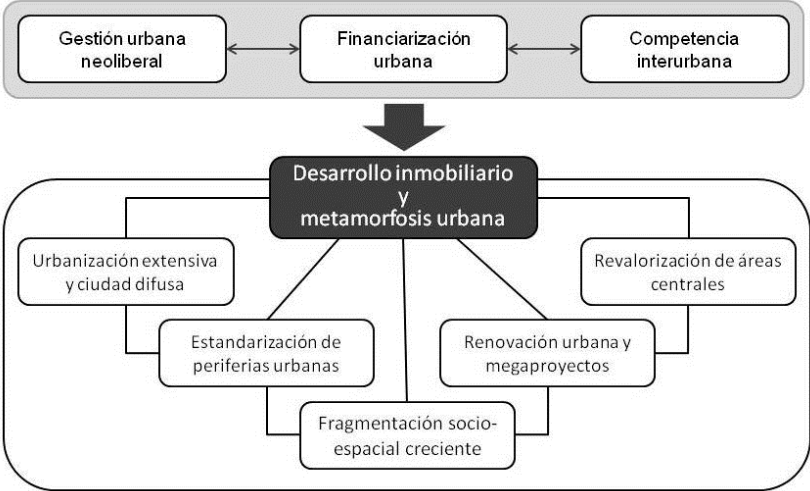 Gestión urbana
neoliberal
Financiarización
urbana
Competencia
interurbana
Desarrollo inmobiliario
y
metamorfosis urbana
Urbanización extensiva
y ciudad difusa
Revalorización de áreas
centrales
Estandarización de
periferias urbanas
Renovación urbana y
megaproyectos
Fragmentación socio-
espacial creciente